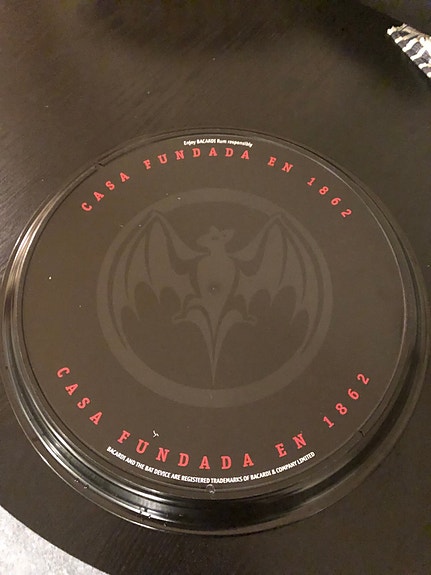 Enjoy BACARDI Rum responsibly
CASA FUNDADA EN 1862
CASA FUNDADA EN 1862
BACARDI AND THE BAT DEVICE ARE REGISTERED TRADEMARKS OF BACARDI & COMPANY LIMITED